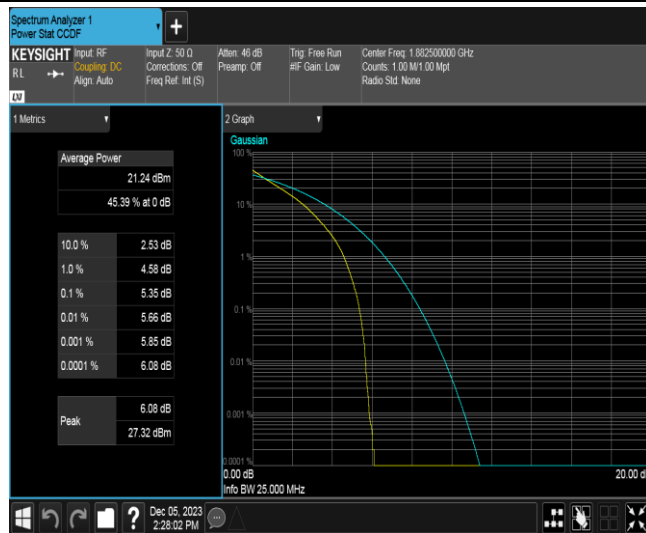 Spectrum Analyzer 1
Power Stat CCDF
+
KEYSIGHT
RL
LXI
Input: RF
Coupling: DC
Align: Auto
Input Z: 50 Ω
Corrections: Off
Freq Ref: Int (S)
Atten: 46 dB
Preamp: Off
Trig: Free Run
#IF Gain: Low
Center Freq: 1.882500000 GHz
Counts: 1.00 M/1.00 Mpt
Radio Std: None
1 Metrics
Average Power
21.24 dBm
45.39 % at 0 dB
10.0 % 2.53 dB
1.0 % 4.58 dB
0.1 % 5.35 dB
0.01 % 5.66 dB
0.001 % 5.85 dB
0.0001 % 6.08 dB
Peak
6.08 dB
27.32 dBm
2 Graph
Gaussian
100 %
10 %
1 %
0.1 %
0.01 %
0.001 %
0.0001 %
0.00 dB
20.00 d
Info BW 25.000 MHz
?
Dec 05, 2023
2:28:02 PM